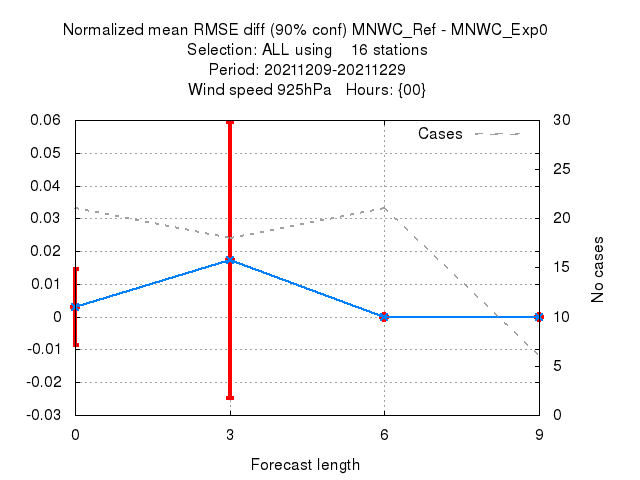 Normalized mean RMSE diff (90% conf) MNWC_Ref - MNWC_Exp0
Selection: ALL using    16 stations
Period: 20211209-20211229
Wind speed 925hPa   Hours: {00}
Cases
0.06
0.05
0.04
0.03
0.02
0.01
0
-0.01
-0.02
-0.03
30
25
20
15
10
5
0
No cases
0 3 6 9
Forecast length